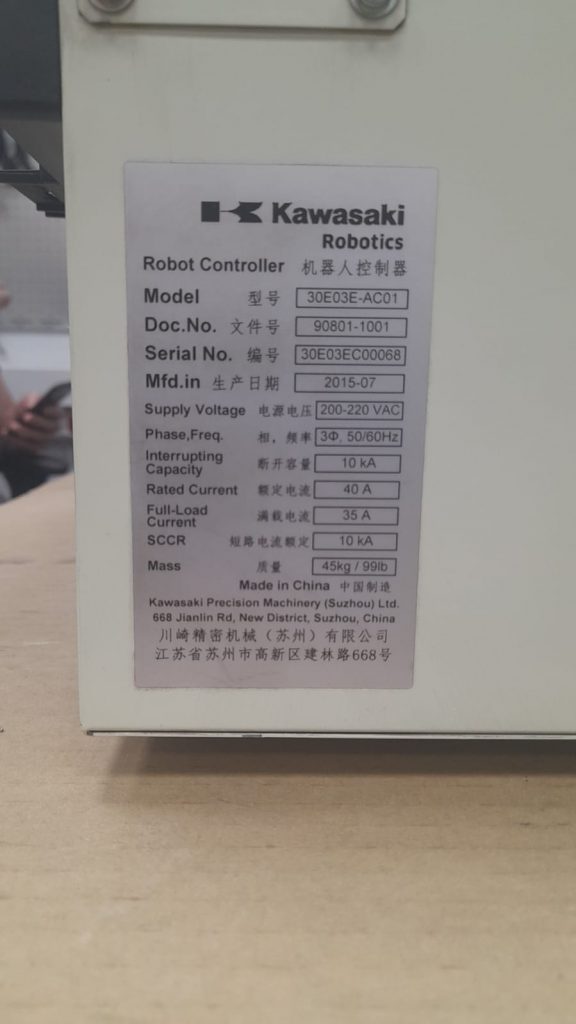 Kawasaki
Robotics
Robot Controller 机器人控制器
Model 型号 30E03E-AC01
Doc.No. 文件号 90801-1001
Serial No. 编号 30E03EC00068
Mfd.in 生产日期 2015-07
Supply Voltage 电源电压 200-220 VAC
Phase,Freq. 相，频率 3Φ, 50/60Hz
Interrupting
Capacity 断开容量 10 kA
Rated Current 额定电流 40 A
Full-Load
Current 满载电流 35 A
SCCR 短路电流额定 10 kA
Mass 质量 45kg / 99lb
Made in China 中国制造
Kawasaki Precision Machinery (Suzhou) Ltd.
668 Jianlin Rd, New District, Suzhou, China
川崎精密机械（苏州）有限公司
江苏省苏州市高新区建林路668号